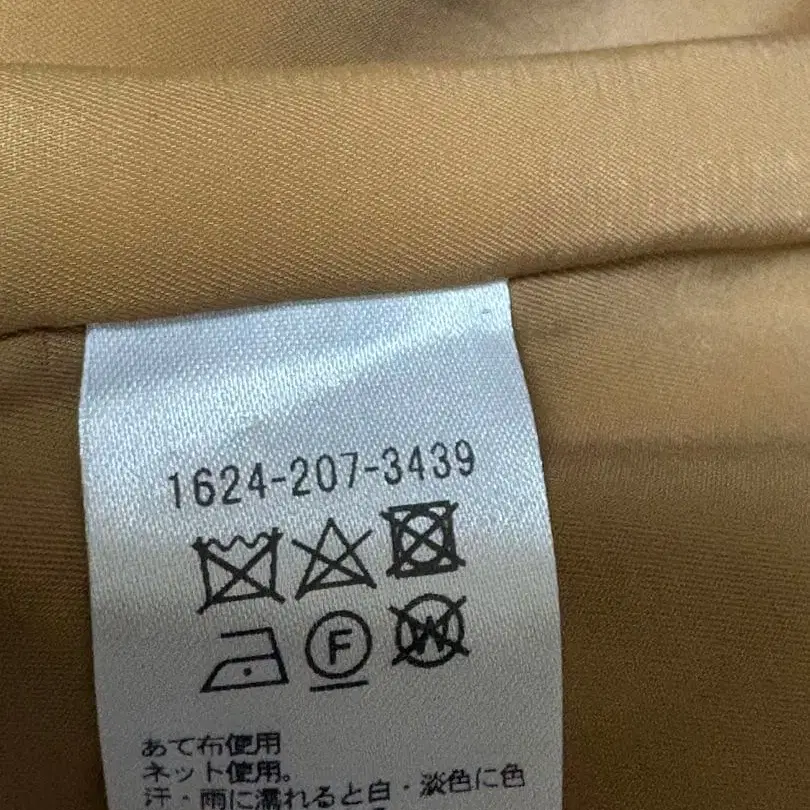 1624-207-3439
F
W
あて布使用
ネット使用。
汗・雨に濡れると白・淡色に色